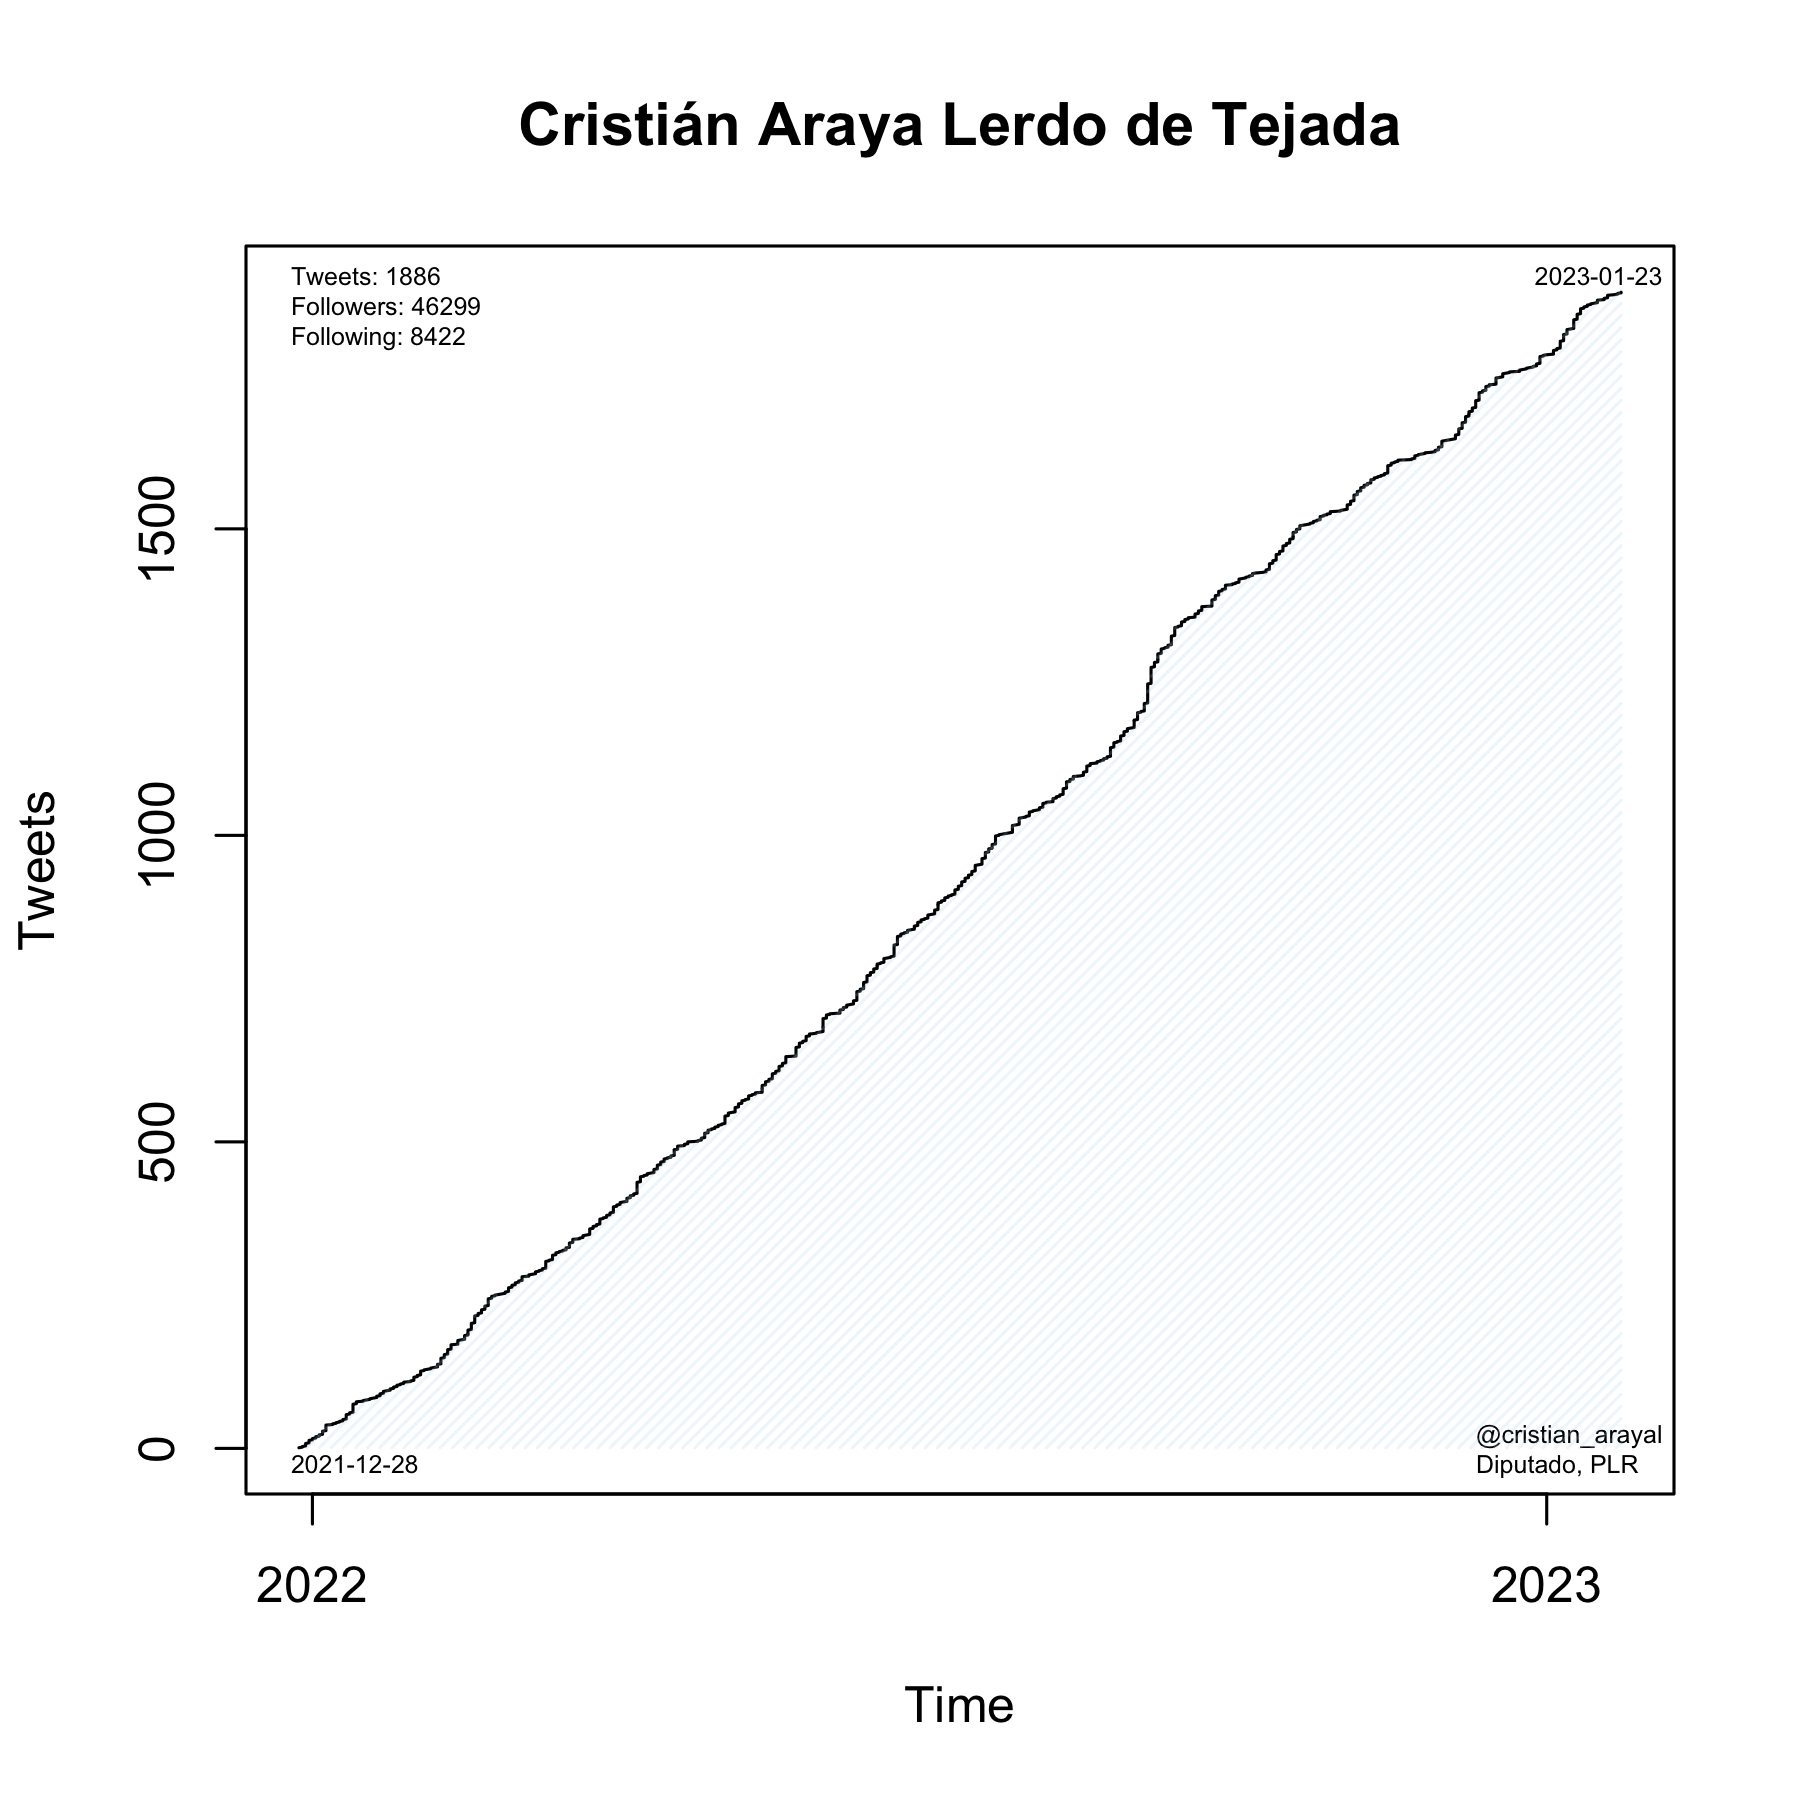 Cristián Araya Lerdo de Tejada
Tweets: 1886
Followers: 46299
Following: 8422
2023-01-23
Tweets
1500
1000
500
0
@cristian_arayal
Diputado, PLR
2021-12-28
2022
2023
Time